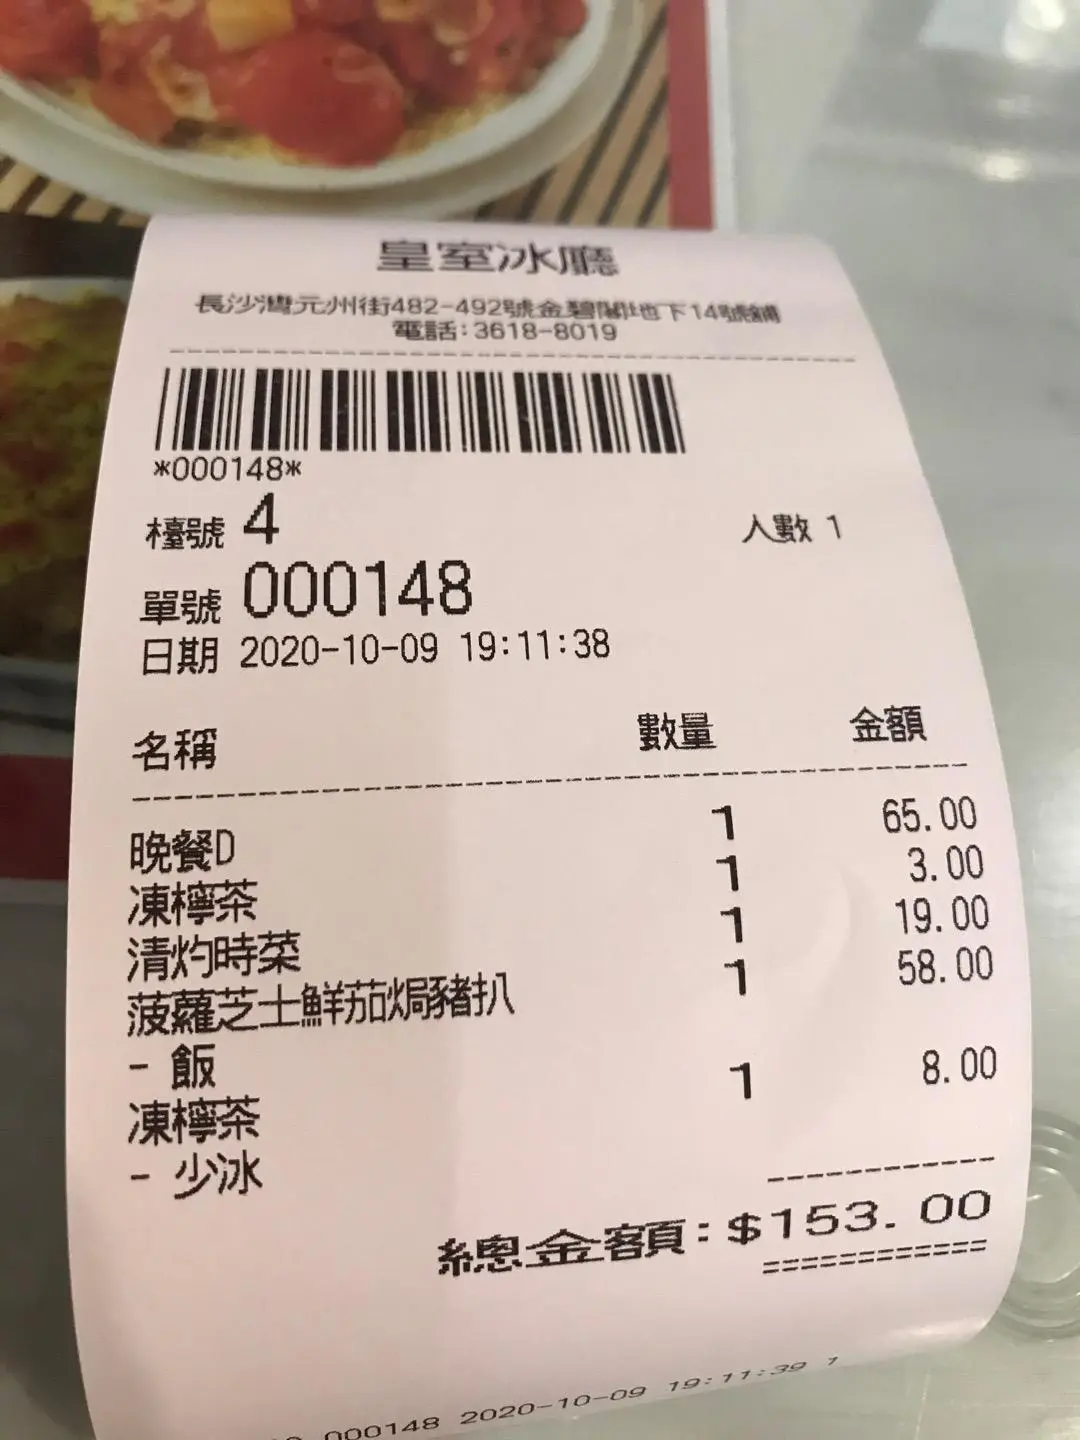 皇室冰廳
長沙灣元州街482-492號金碧閣地下14號舖
電話:3618-8019
*000148*
檯號 4 人數 1
單號 000148
日期 2020-10-09 19:11:38
名稱 數量 金額
晚餐D 1 65.00
凍檸茶 1 3.00
清灼時菜 1 19.00
菠蘿芝士鮮茄焗豬扒 1 58.00
- 飯
凍檸茶 1 8.00
- 少冰
總金額:$153.00
000148 2020-10-09 19:11:39 1